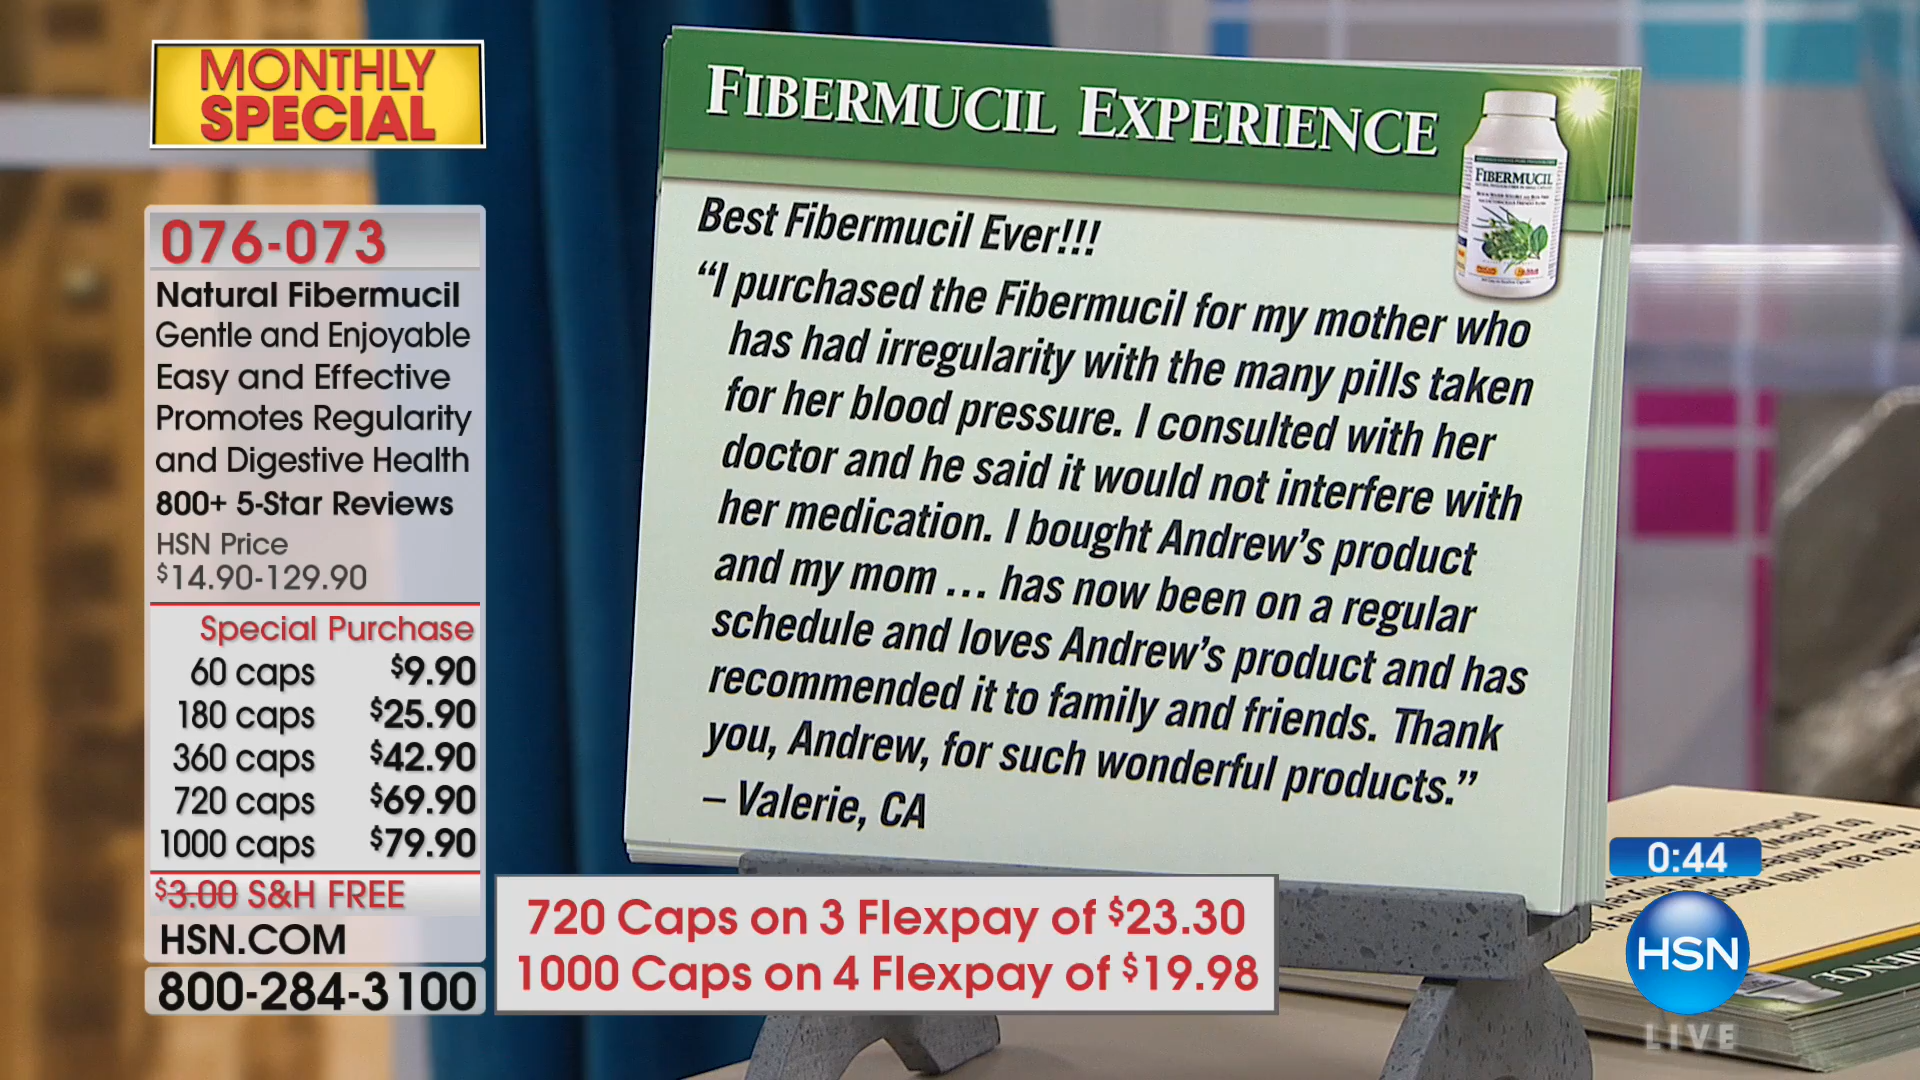 MONTHLY
SPECIAL
076-073
Natural Fibermucil
Gentle and Enjoyable
Easy and Effective
Promotes Regularity
and Digestive Health
800+ 5-Star Reviews
HSN Price
$14.90-129.90
Special Purchase
60 caps $9.90
180 caps $25.90
360 caps $42.90
720 caps $69.90
1000 caps $79.90
$3.00 S&H FREE
HSN.COM
800-284-3100
FIBERMUCIL EXPERIENCE
FIBERMUCIL
Best Fibermucil Ever!!!
“I purchased the Fibermucil for my mother who
has had irregularity with the many pills taken
for her blood pressure. I consulted with her
doctor and he said it would not interfere with
her medication. I bought Andrew’s product
and my mom ... has now been on a regular
schedule and loves Andrew’s product and has
recommended it to family and friends. Thank
you, Andrew, for such wonderful products.”
– Valerie, CA
720 Caps on 3 Flexpay of $23.30
1000 Caps on 4 Flexpay of $19.98
0:44
HSN
LIVE